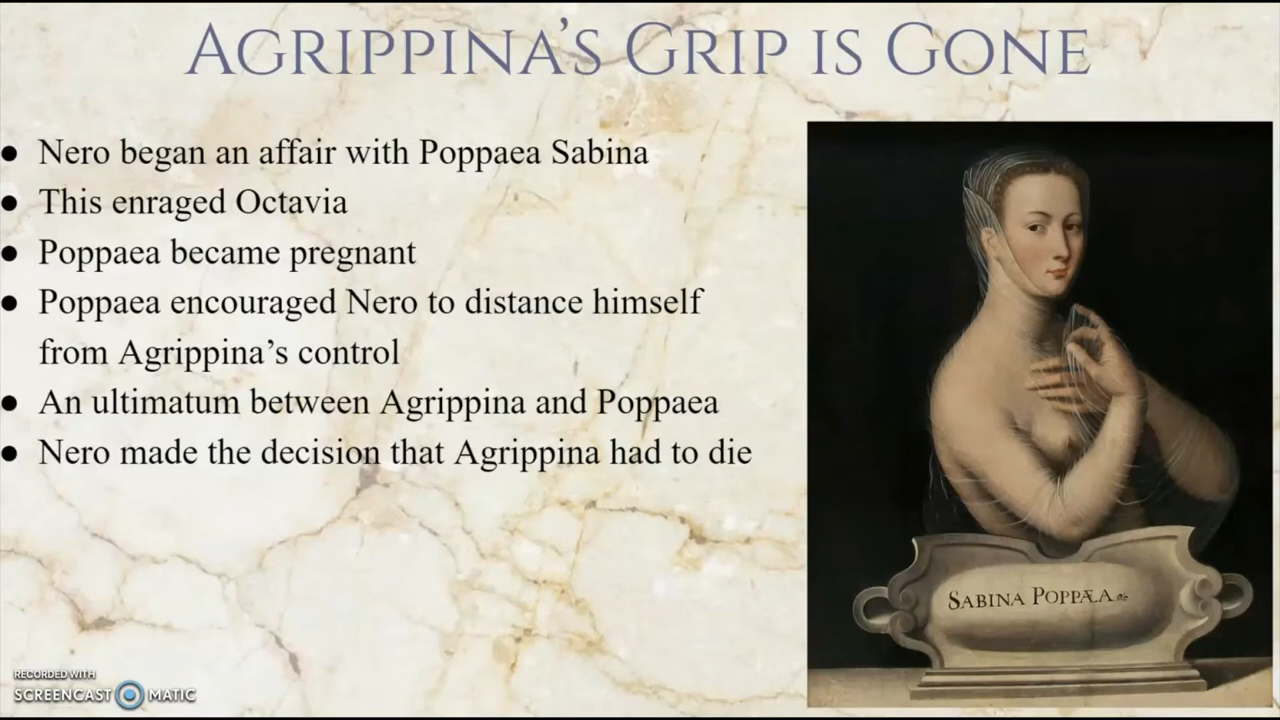 AGRIPPINA'S GRIP IS GONE
● Nero began an affair with Poppaea Sabina
● This enraged Octavia
● Poppaea became pregnant
● Poppaea encouraged Nero to distance himself
from Agrippina's control
● An ultimatum between Agrippina and Poppaea
● Nero made the decision that Agrippina had to die
SABINA POPPÆA
RECORDED WITH
SCREENCAST MATIC